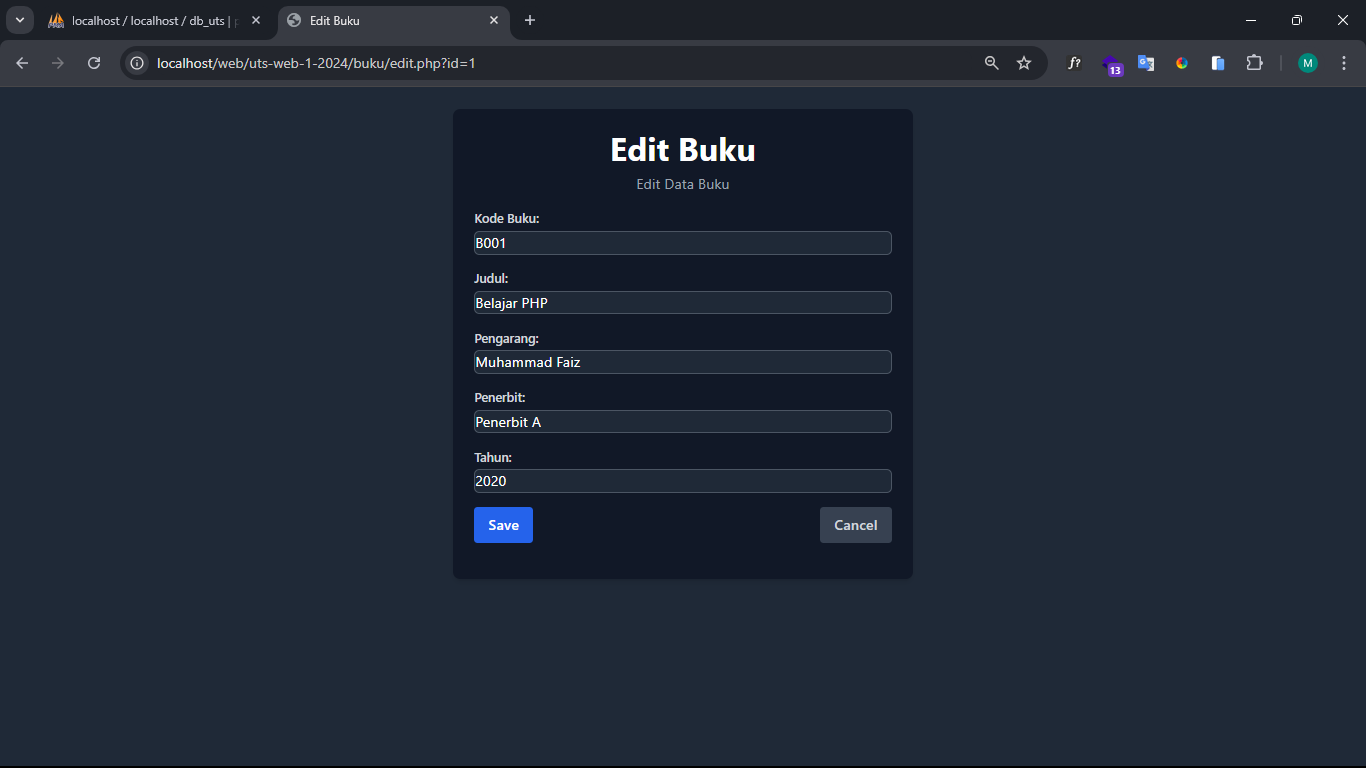 localhost / localhost / db_uts |
Edit Buku
localhost/web/uts-web-1-2024/buku/edit.php?id=1
f?
13
M
Edit Buku
Edit Data Buku
Kode Buku:
B001
Judul:
Belajar PHP
Pengarang:
Muhammad Faiz
Penerbit:
Penerbit A
Tahun:
2020
Save
Cancel